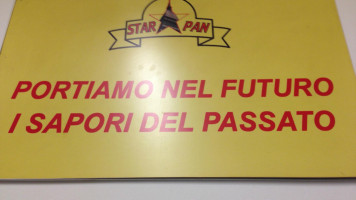 STAR PAN
PORTIAMO NEL FUTURO
I SAPORI DEL PASSATO